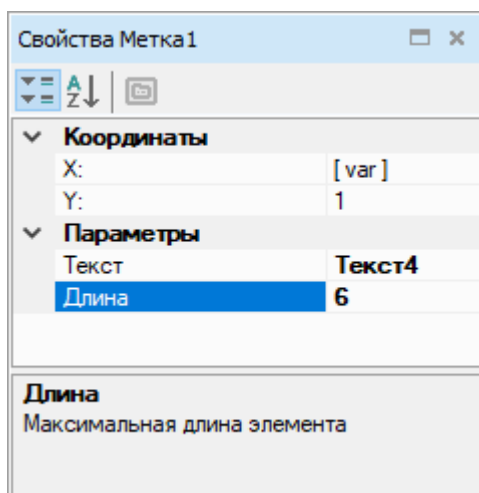 Свойства Метка1
Координаты
X: [ var ]
Y: 1
Параметры
Текст Текст4
Длина 6
Длина
Максимальная длина элемента